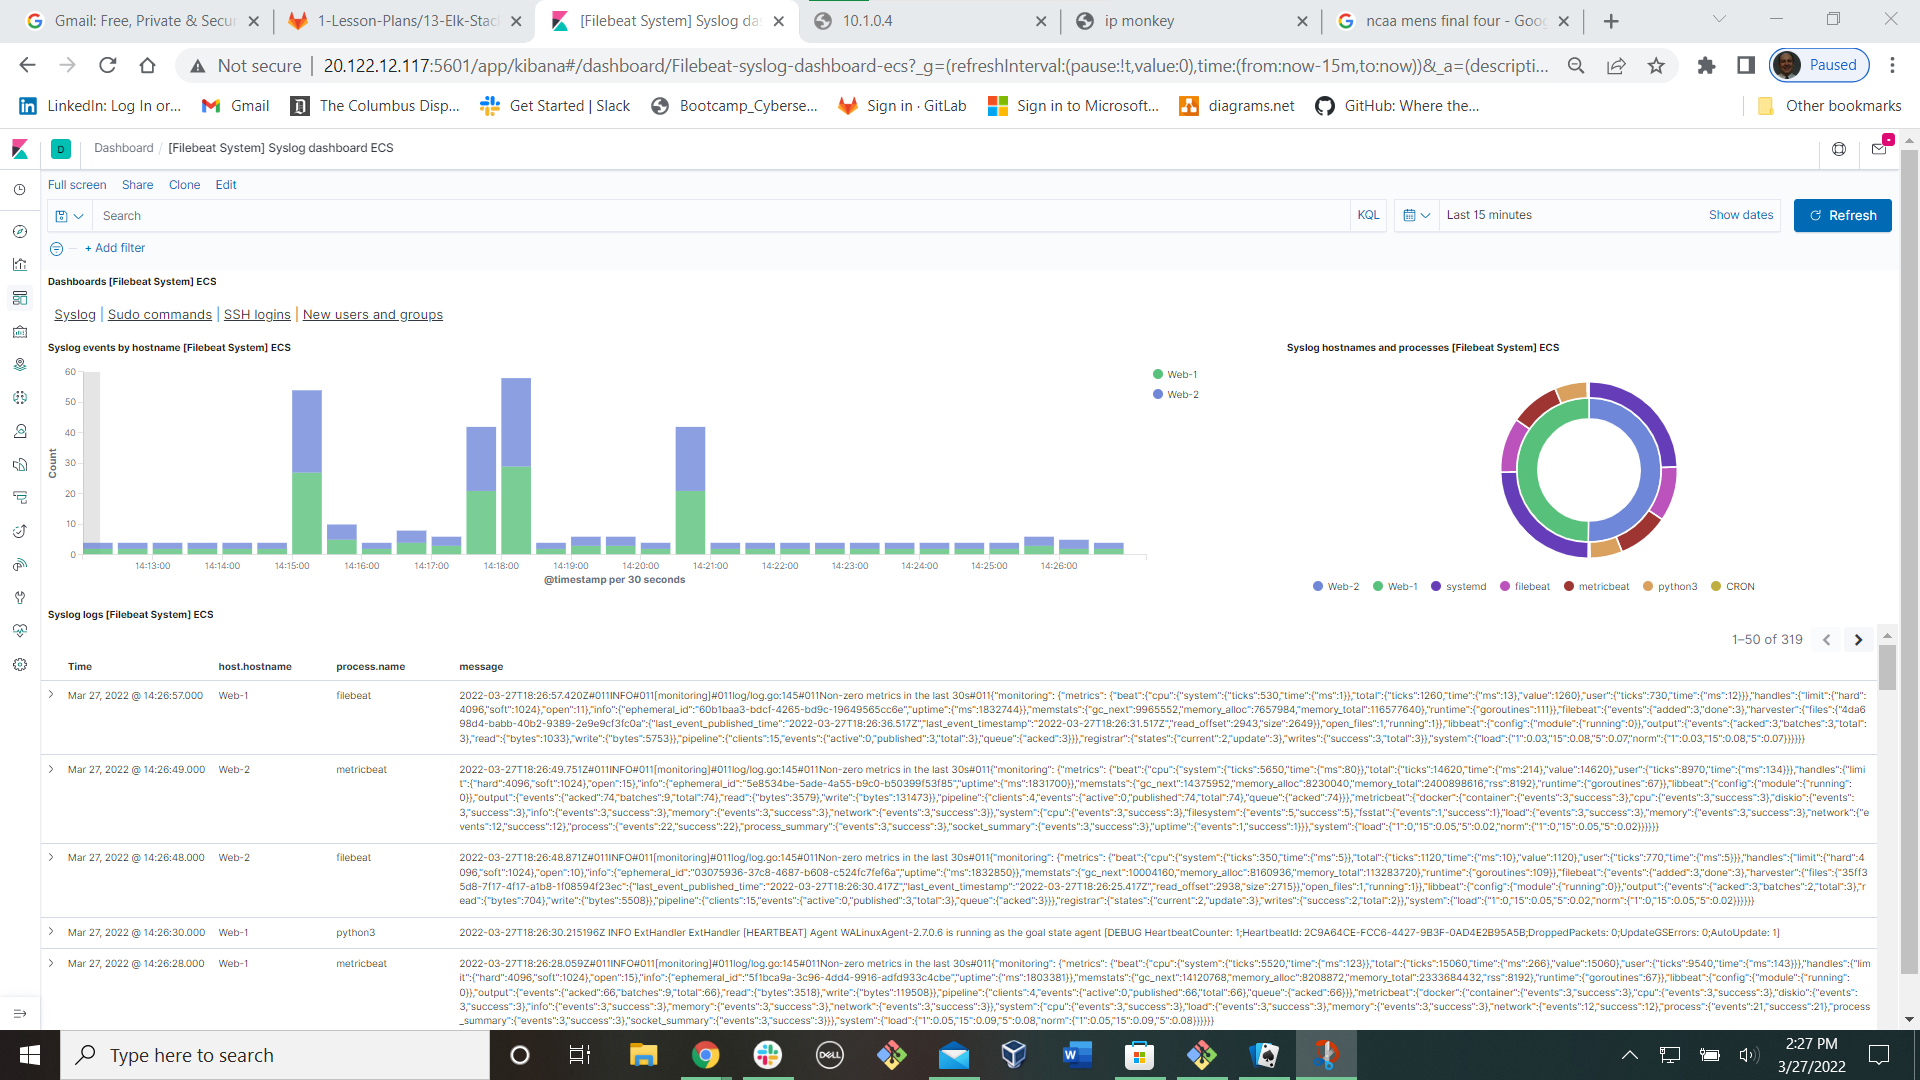 Gmail: Free, Private & Secur
1-Lesson-Plans/13-Elk-Stac
[Filebeat System] Syslog da
10.1.0.4
ip monkey
ncaa mens final four - Goo
Not secure | 20.122.12.117:5601/app/kibana#/dashboard/Filebeat-syslog-dashboard-ecs?_g=(refreshInterval:(pause:!t,value:0),time:(from:now-15m,to:now))&_a=(descripti...
Paused
LinkedIn: Log In or...
Gmail
The Columbus Disp...
Get Started | Slack
Bootcamp_Cyberse...
Sign in · GitLab
Sign in to Microsoft...
diagrams.net
GitHub: Where the...
Other bookmarks
D
Dashboard / [Filebeat System] Syslog dashboard ECS
Full screen Share Clone Edit
Search
KQL
Last 15 minutes
Show dates
Refresh
+ Add filter
Dashboards [Filebeat System] ECS
Syslog | Sudo commands | SSH logins | New users and groups
Syslog events by hostname [Filebeat System] ECS
60
50
40
30
20
10
0
Count
14:13:00 14:14:00 14:15:00 14:16:00 14:17:00 14:18:00 14:19:00 14:20:00 14:21:00 14:22:00 14:23:00 14:24:00 14:25:00 14:26:00
@timestamp per 30 seconds
Web-1
Web-2
Syslog hostnames and processes [Filebeat System] ECS
Web-2 Web-1 systemd filebeat metricbeat python3 CRON
Syslog logs [Filebeat System] ECS
1–50 of 319
Time host.hostname process.name message
Mar 27, 2022 @ 14:26:57.000 Web-1 filebeat 2022-03-27T18:26:57.420Z#011INFO#011[monitoring]#011log/log.go:145#011Non-zero metrics in the last 30s#011{"monitoring": {"metrics": {"beat":{"cpu":{"system":{"ticks":530,"time":{"ms":1}},"total":{"ticks":1260,"time":{"ms":13},"value":1260},"user":{"ticks":730,"time":{"ms":12}}},"handles":{"limit":{"hard":
4096,"soft":1024},"open":11},"info":{"ephemeral_id":"60b1baa3-bdcf-4265-bd9c-19649565cc6e","uptime":{"ms":1832744}},"memstats":{"gc_next":9965552,"memory_alloc":7657984,"memory_total":116577640},"runtime":{"goroutines":111}},"filebeat":{"events":{"added":3,"done":3},"harvester":{"files":{"4da6
98d4-babb-40b2-9389-2e9e9cf3fc0a":{"last_event_published_time":"2022-03-27T18:26:36.517Z","last_event_timestamp":"2022-03-27T18:26:31.517Z","read_offset":2943,"size":2649}},"open_files":1,"running":1}},"libbeat":{"config":{"module":{"running":0}},"output":{"events":{"acked":3,"batches":3,"total":
3},"read":{"bytes":1033},"write":{"bytes":5753}},"pipeline":{"clients":15,"events":{"active":0,"published":3,"total":3},"queue":{"acked":3}}},"registrar":{"states":{"current":2,"update":3},"writes":{"success":3,"total":3}},"system":{"load":{"1":0.03,"15":0.08,"5":0.07,"norm":{"1":0.03,"15":0.08,"5":0.07}}}}}}
Mar 27, 2022 @ 14:26:49.000 Web-2 metricbeat 2022-03-27T18:26:49.751Z#011INFO#011[monitoring]#011log/log.go:145#011Non-zero metrics in the last 30s#011{"monitoring": {"metrics": {"beat":{"cpu":{"system":{"ticks":5650,"time":{"ms":80}},"total":{"ticks":14620,"time":{"ms":214},"value":14620},"user":{"ticks":8970,"time":{"ms":134}}},"handles":{"lim
it":{"hard":4096,"soft":1024},"open":15},"info":{"ephemeral_id":"5e8534be-5ade-4a55-b9c0-b50399f53f85","uptime":{"ms":1831700}},"memstats":{"gc_next":14375952,"memory_alloc":8230040,"memory_total":2400898616,"rss":8192},"runtime":{"goroutines":67}},"libbeat":{"config":{"module":{"running":
0}},"output":{"events":{"acked":74,"batches":9,"total":74},"read":{"bytes":3579},"write":{"bytes":131473}},"pipeline":{"clients":4,"events":{"active":0,"published":74,"total":74},"queue":{"acked":74}}},"metricbeat":{"docker":{"container":{"events":3,"success":3},"cpu":{"events":3,"success":3},"diskio":{"events":
3,"success":3},"info":{"events":3,"success":3},"memory":{"events":3,"success":3},"network":{"events":3,"success":3}},"system":{"cpu":{"events":3,"success":3},"filesystem":{"events":5,"success":5},"fsstat":{"events":1,"success":1},"load":{"events":3,"success":3},"memory":{"events":3,"success":3},"network":{"e
vents":12,"success":12},"process":{"events":22,"success":22},"process_summary":{"events":3,"success":3},"socket_summary":{"events":3,"success":3},"uptime":{"events":1,"success":1}}},"system":{"load":{"1":0,"15":0.05,"5":0.02,"norm":{"1":0,"15":0.05,"5":0.02}}}}}}
Mar 27, 2022 @ 14:26:48.000 Web-2 filebeat 2022-03-27T18:26:48.871Z#011INFO#011[monitoring]#011log/log.go:145#011Non-zero metrics in the last 30s#011{"monitoring": {"metrics": {"beat":{"cpu":{"system":{"ticks":350,"time":{"ms":5}},"total":{"ticks":1120,"time":{"ms":10},"value":1120},"user":{"ticks":770,"time":{"ms":5}}},"handles":{"limit":{"hard":4
096,"soft":1024},"open":10},"info":{"ephemeral_id":"03075936-37c8-4687-b608-c524fc7fef6a","uptime":{"ms":1832850}},"memstats":{"gc_next":10004160,"memory_alloc":8160936,"memory_total":113283720},"runtime":{"goroutines":109}},"filebeat":{"events":{"added":3,"done":3},"harvester":{"files":{"35ff3
5d8-7f17-4f17-a1b8-1f08594f23ec":{"last_event_published_time":"2022-03-27T18:26:30.417Z","last_event_timestamp":"2022-03-27T18:26:25.417Z","read_offset":2938,"size":2715}},"open_files":1,"running":1}},"libbeat":{"config":{"module":{"running":0}},"output":{"events":{"acked":3,"batches":2,"total":3},"r
ead":{"bytes":704},"write":{"bytes":5508}},"pipeline":{"clients":15,"events":{"active":0,"published":3,"total":3},"queue":{"acked":3}}},"registrar":{"states":{"current":2,"update":3},"writes":{"success":2,"total":2}},"system":{"load":{"1":0,"15":0.05,"5":0.02,"norm":{"1":0,"15":0.05,"5":0.02}}}}}}
Mar 27, 2022 @ 14:26:30.000 Web-1 python3 2022-03-27T18:26:30.215196Z INFO ExtHandler ExtHandler [HEARTBEAT] Agent WALinuxAgent-2.7.0.6 is running as the goal state agent [DEBUG HeartbeatCounter: 1;HeartbeatId: 2C9A64CE-FCC6-4427-9B3F-0AD4E2B95A5B;DroppedPackets: 0;UpdateGSErrors: 0;AutoUpdate: 1]
Mar 27, 2022 @ 14:26:28.000 Web-1 metricbeat 2022-03-27T18:26:28.059Z#011INFO#011[monitoring]#011log/log.go:145#011Non-zero metrics in the last 30s#011{"monitoring": {"metrics": {"beat":{"cpu":{"system":{"ticks":5520,"time":{"ms":123}},"total":{"ticks":15060,"time":{"ms":266},"value":15060},"user":{"ticks":9540,"time":{"ms":143}}},"handles":{"lim
it":{"hard":4096,"soft":1024},"open":15},"info":{"ephemeral_id":"5f1bca9a-3c96-4dd4-9916-adfd933c4cbe","uptime":{"ms":1803381}},"memstats":{"gc_next":14120768,"memory_alloc":8208872,"memory_total":2333684432,"rss":8192},"runtime":{"goroutines":67}},"libbeat":{"config":{"module":{"running":
0}},"output":{"events":{"acked":66,"batches":9,"total":66},"read":{"bytes":3518},"write":{"bytes":119508}},"pipeline":{"clients":4,"events":{"active":0,"published":66,"total":66},"queue":{"acked":66}}},"metricbeat":{"docker":{"container":{"events":3,"success":3},"cpu":{"events":3,"success":3},"diskio":{"events":
3,"success":3},"info":{"events":3,"success":3},"memory":{"events":3,"success":3},"network":{"events":3,"success":3}},"system":{"cpu":{"events":3,"success":3},"load":{"events":3,"success":3},"memory":{"events":3,"success":3},"network":{"events":12,"success":12},"process":{"events":21,"success":21},"process
_summary":{"events":3,"success":3},"socket_summary":{"events":3,"success":3}}},"system":{"load":{"1":0.05,"15":0.09,"5":0.08,"norm":{"1":0.05,"15":0.09,"5":0.08}}}}}}
Type here to search
DELL
2:27 PM
3/27/2022